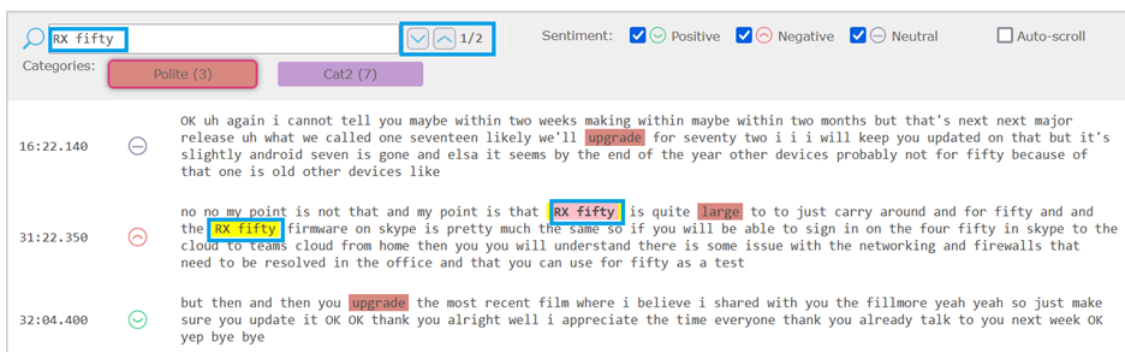 RX fifty 1/2 Sentiment: Positive Negative Neutral Auto-scroll
Categories: Polite (3) Cat2 (7)
OK uh again i cannot tell you maybe within two weeks making within maybe within two months but that's next next major
16:22.140 release uh what we called one seventeen likely we'll upgrade for seventy two i i i will keep you updated on that but it's
slightly android seven is gone and elsa it seems by the end of the year other devices probably not for fifty because of
that one is old other devices like
no no my point is not that and my point is that RX fifty is quite large to to just carry around and for fifty and and
31:22.350 the RX fifty firmware on skype is pretty much the same so if you will be able to sign in on the four fifty in skype to the
cloud to teams cloud from home then you you will understand there is some issue with the networking and firewalls that
need to be resolved in the office and that you can use for fifty as a test
but then and then you upgrade the most recent film where i believe i shared with you the fillmore yeah yeah so just make
32:04.400 sure you update it OK OK thank you alright well i appreciate the time everyone thank you already talk to you next week OK
yep bye bye